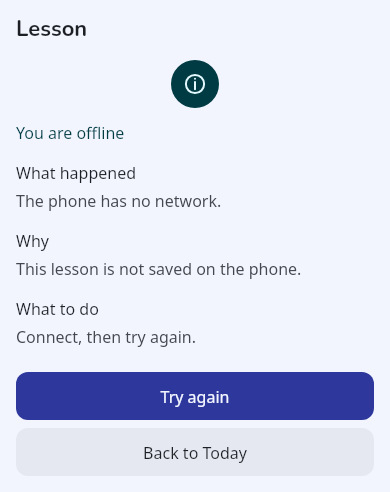 Lesson
You are offline
What happened
The phone has no network.
Why
This lesson is not saved on the phone.
What to do
Connect, then try again.
Try again
Back to Today